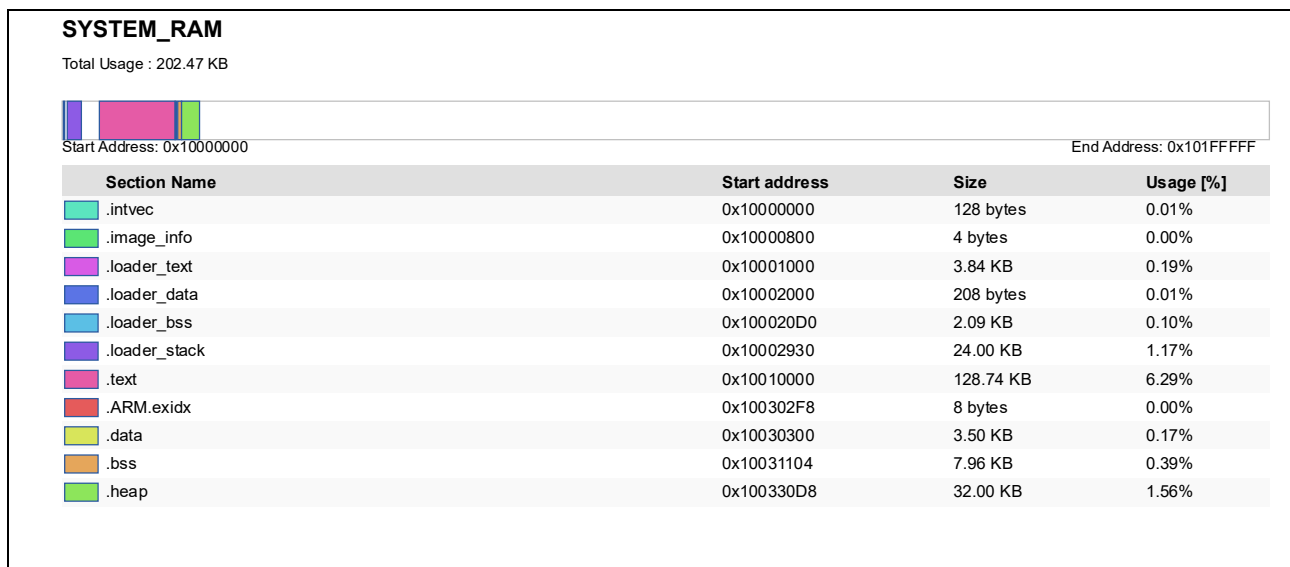 SYSTEM_RAM
Total Usage : 202.47 KB
Start Address: 0x10000000 End Address: 0x101FFFFF
Section Name Start address Size Usage [%]
.intvec 0x10000000 128 bytes 0.01%
.image_info 0x10000800 4 bytes 0.00%
.loader_text 0x10001000 3.84 KB 0.19%
.loader_data 0x10002000 208 bytes 0.01%
.loader_bss 0x100020D0 2.09 KB 0.10%
.loader_stack 0x10002930 24.00 KB 1.17%
.text 0x10010000 128.74 KB 6.29%
.ARM.exidx 0x100302F8 8 bytes 0.00%
.data 0x10030300 3.50 KB 0.17%
.bss 0x10031104 7.96 KB 0.39%
.heap 0x100330D8 32.00 KB 1.56%